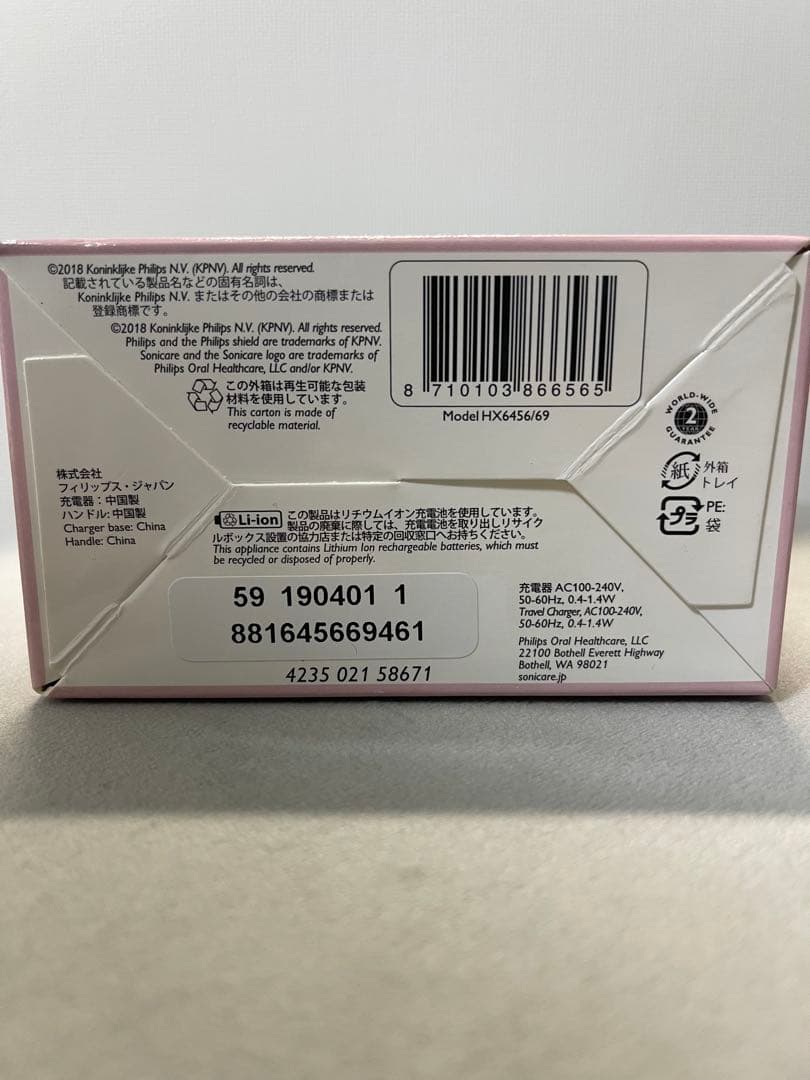 ©2018 Koninklijke Philips N.V. (KPNV). All rights reserved.
記載されている製品名などの固有名詞は、
Koninklijke Philips N.V. またはその他の会社の商標または
登録商標です。
©2018 Koninklijke Philips N.V. (KPNV). All rights reserved.
Philips and the Philips shield are trademarks of KPNV.
Sonicare and the Sonicare logo are trademarks of
Philips Oral Healthcare, LLC and/or KPNV.
この外箱は再生可能な包装
材料を使用しています。
This carton is made of
recyclable material.
8 710103 866565
Model HX6456/69
WORLD-WIDE
2
YEAR
GUARANTEE
紙 外箱
トレイ
プラ PE:
袋
株式会社
フィリップス・ジャパン
充電器：中国製
ハンドル: 中国製
Charger base: China
Handle: China
Li-ion この製品はリチウムイオン充電池を使用しています。
製品の廃棄に際しては、充電電池を取り出しリサイク
ルボックス設置の協力店または特定の回収窓口へお持ちください。
This appliance contains Lithium Ion rechargeable batteries, which must
be recycled or disposed of properly.
59 190401 1
881645669461
4235 021 58671
充電器 AC100-240V,
50-60Hz, 0.4-1.4W
Travel Charger, AC100-240V,
50-60Hz, 0.4-1.4W
Philips Oral Healthcare, LLC
22100 Bothell Everett Highway
Bothell, WA 98021
sonicare.jp